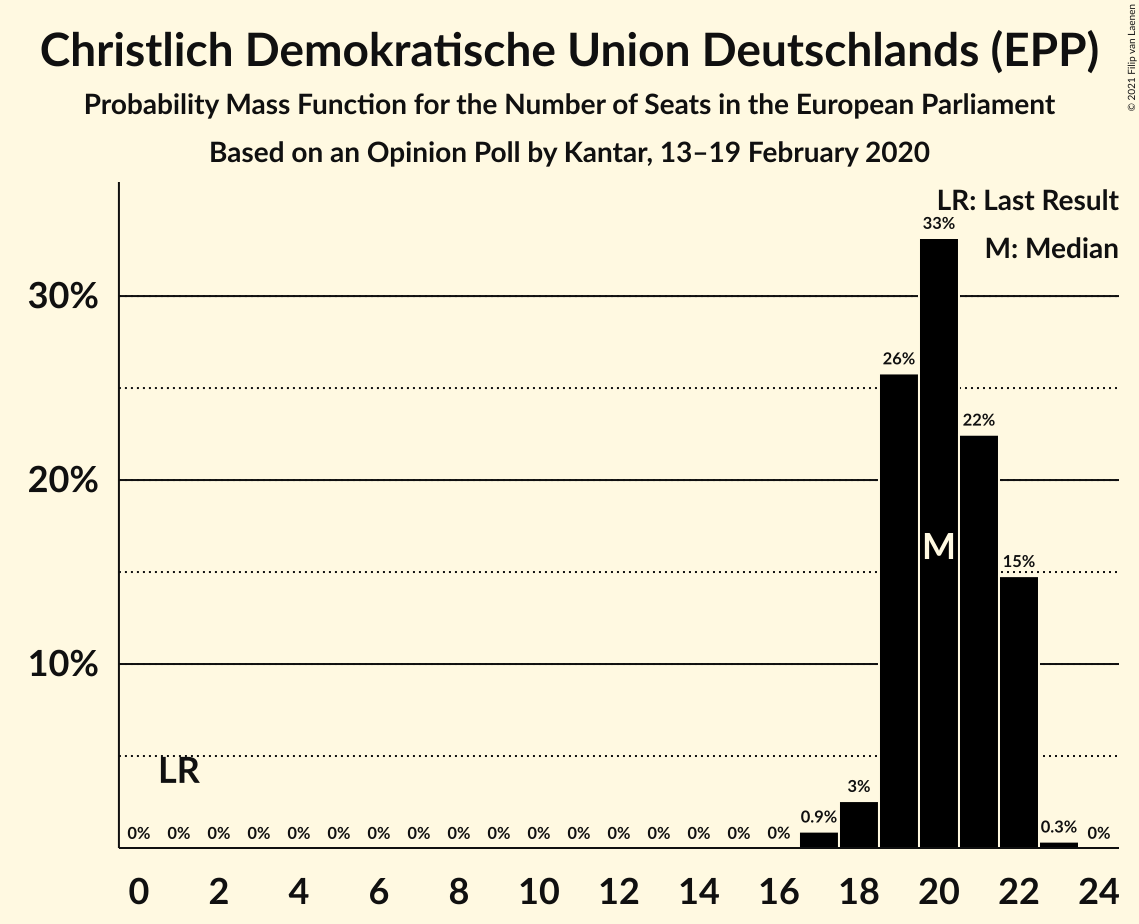 Christlich Demokratische Union Deutschlands (EPP)
Probability Mass Function for the Number of Seats in the European Parliament
Based on an Opinion Poll by Kantar, 13–19 February 2020
© 2021 Filip van Laenen
LR: Last Result
M: Median
30%
20%
10%
33%
26%
22%
M
15%
LR
3%
0% 0% 0% 0% 0% 0% 0% 0% 0% 0% 0% 0% 0% 0% 0% 0% 0% 0.9% 0.3% 0%
0 2 4 6 8 10 12 14 16 18 20 22 24